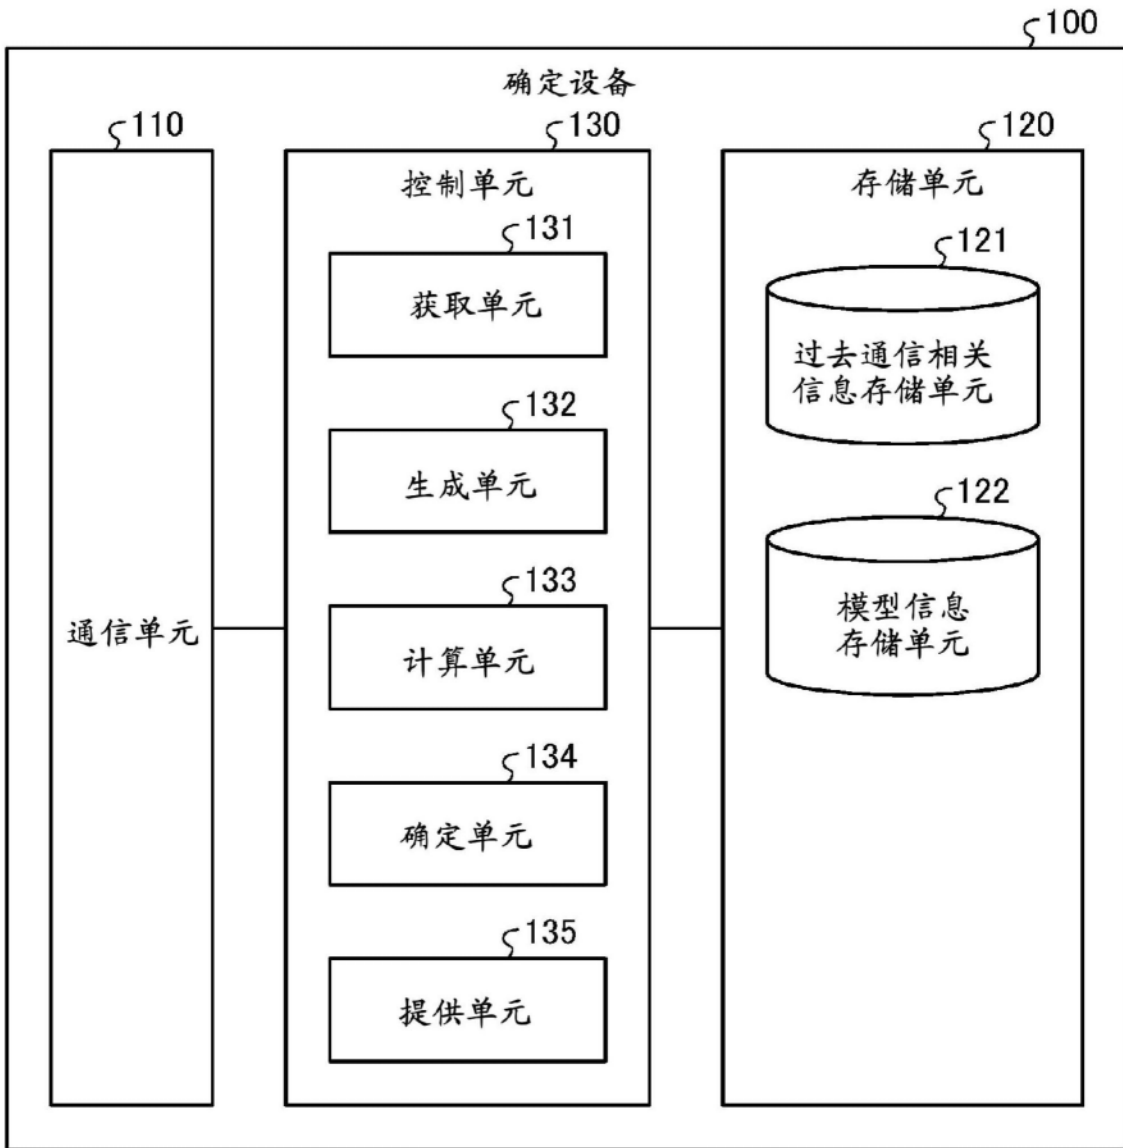 100
确定设备
110
130
120
控制单元
存储单元
131
获取单元
121
过去通信相关
信息存储单元
132
生成单元
122
模型信息
存储单元
133
通信单元
计算单元
134
确定单元
135
提供单元